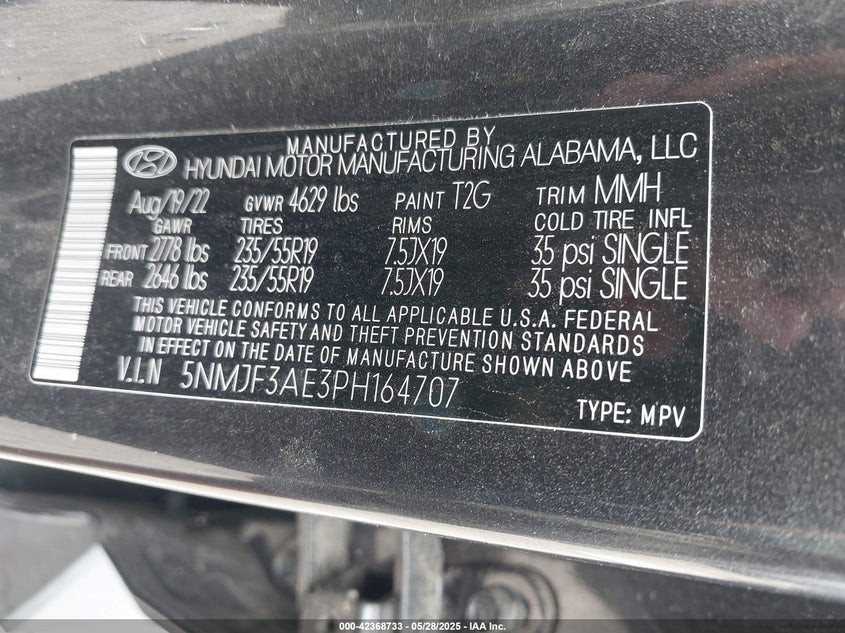 MANUFACTURED BY
HYUNDAI MOTOR MANUFACTURING ALABAMA, LLC
Aug/19/22 GVWR 4629 lbs PAINT T2G TRIM MMH
GAWR TIRES RIMS COLD TIRE INFL
FRONT 2778 lbs 235/55R19 7.5JX19 35 psi SINGLE
REAR 2646 lbs 235/55R19 7.5JX19 35 psi SINGLE
THIS VEHICLE CONFORMS TO ALL APPLICABLE U.S.A. FEDERAL
MOTOR VEHICLE SAFETY AND THEFT PREVENTION STANDARDS
IN EFFECT ON THE DATE OF MANUFACTURE SHOWN ABOVE
V.I.N 5NMJF3AE3PH164707
TYPE: MPV
000-42368733 - 05/28/2025 - IAA Inc.